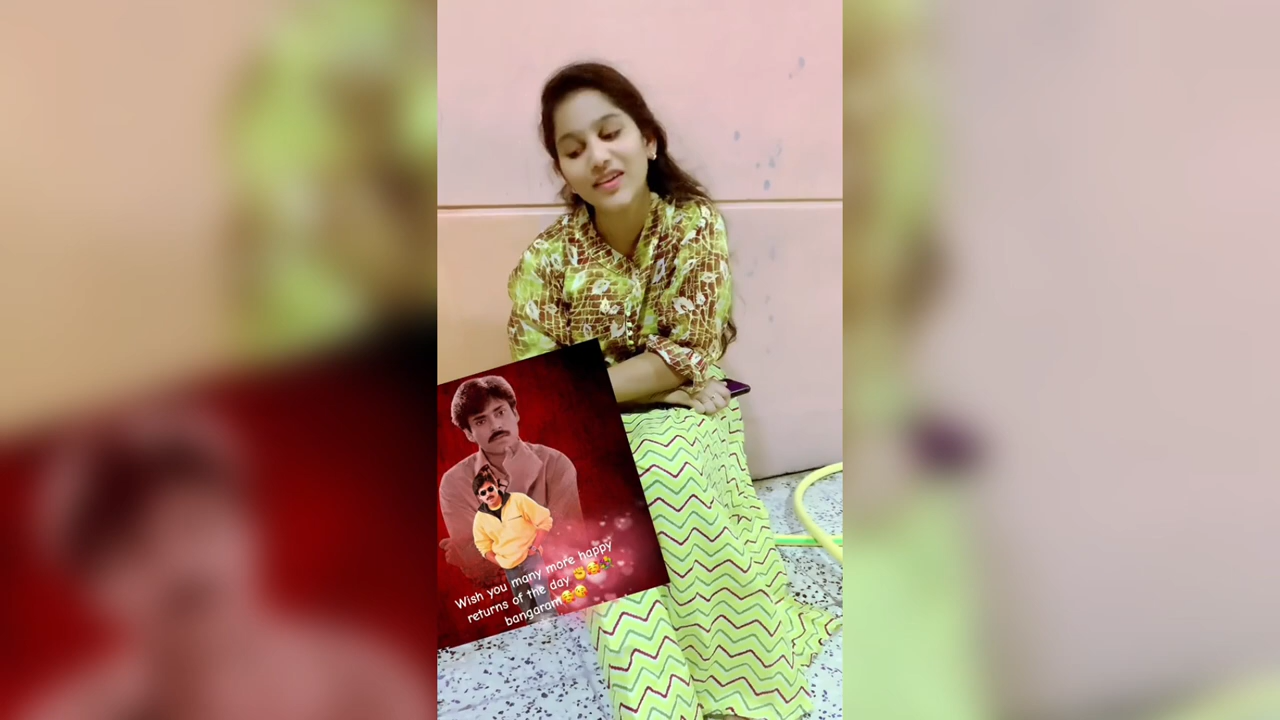 Wish you many more happy
returns of the day ✊🥰💐
bangaram🥰😘